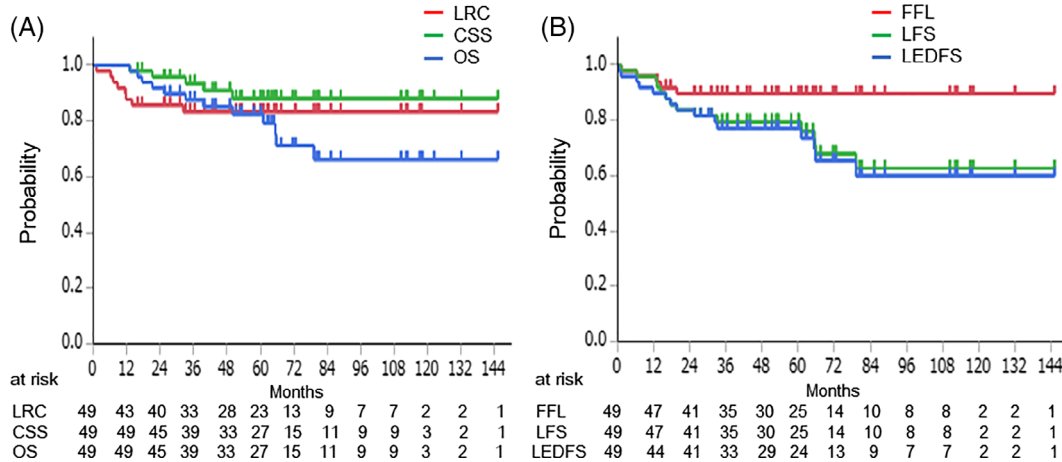 (A)
LRC
CSS
OS
1.0
0.8
0.6
0.4
0.2
0.0
Probability
0 12 24 36 48 60 72 84 96 108 120 132 144
Months
at risk
LRC 49 43 40 33 28 23 13 9 7 7 2 2 1
CSS 49 49 45 39 33 27 15 11 9 9 3 2 1
OS 49 49 45 39 33 27 15 11 9 9 3 2 1
(B)
FFL
LFS
LEDFS
1.0
0.8
0.6
0.4
0.2
0.0
Probability
0 12 24 36 48 60 72 84 96 108 120 132 144
Months
at risk
FFL 49 47 41 35 30 25 14 10 8 8 2 2 1
LFS 49 47 41 35 30 25 14 10 8 8 2 2 1
LEDFS 49 44 41 33 29 24 13 9 7 7 2 2 1